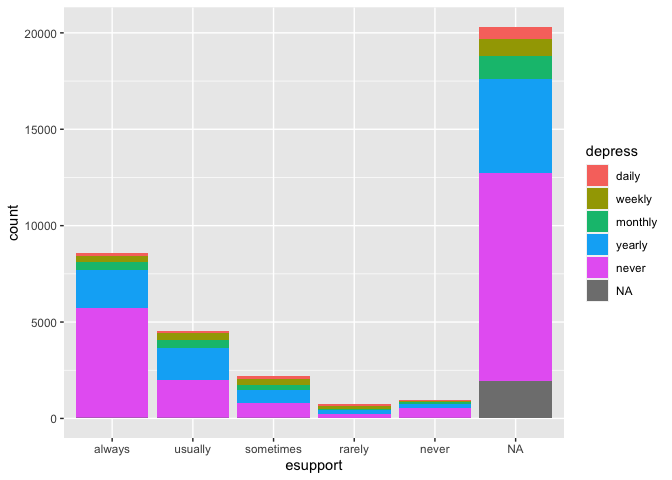 20000
15000
10000
5000
0
count
always usually sometimes rarely never NA
esupport
depress
daily
weekly
monthly
yearly
never
NA